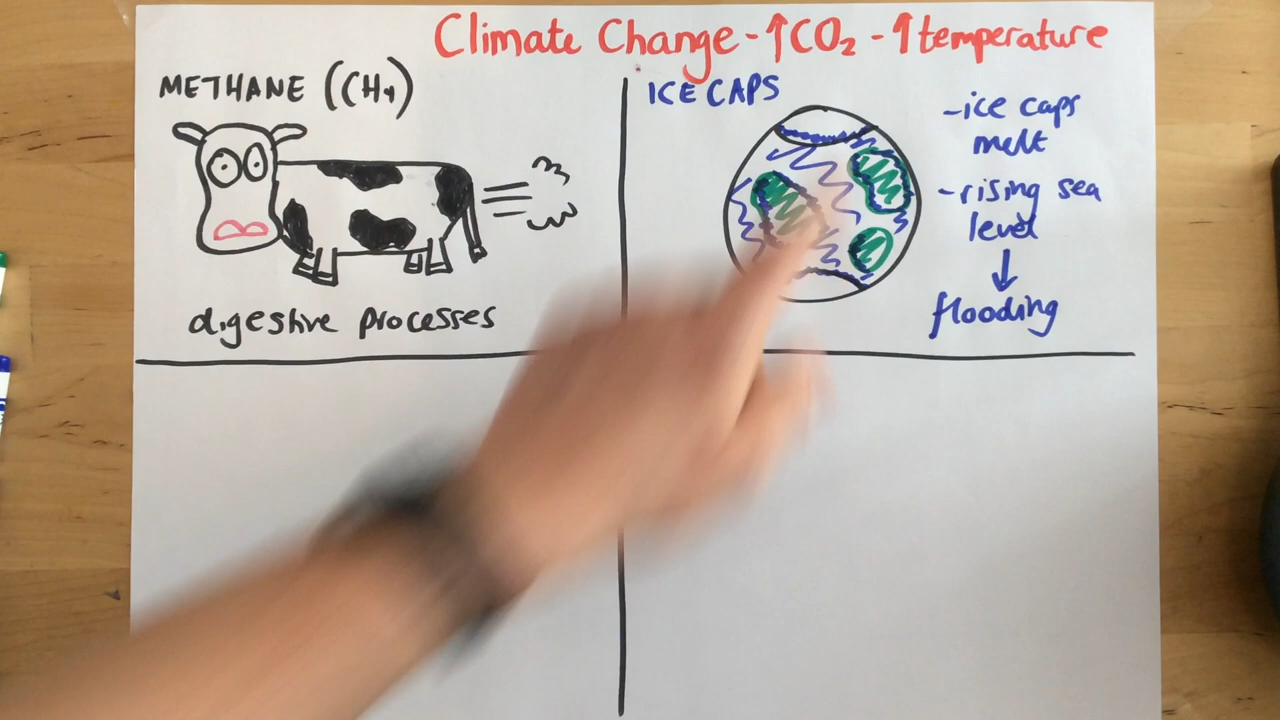 Climate Change - ↑CO₂ - ↑temperature
METHANE (CH₄)
digestive processes
ICE CAPS
- ice caps
melt
- rising sea
level
↓
flooding